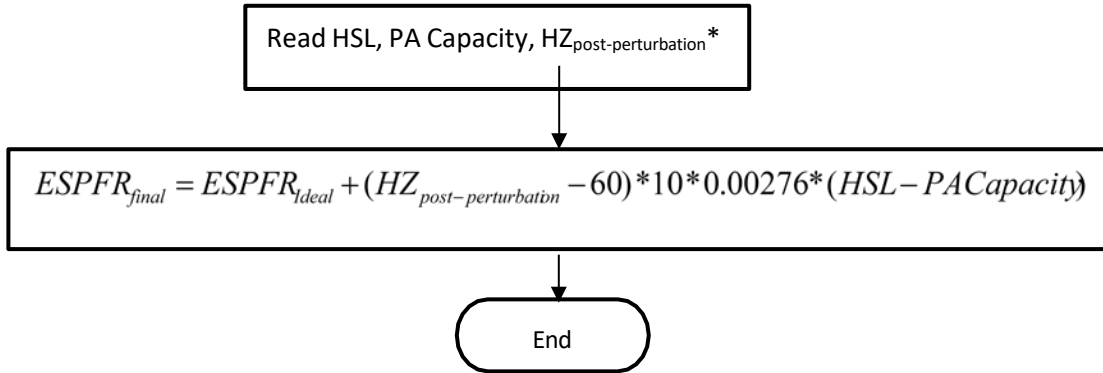 Read HSL, PA Capacity, HZpost-perturbation*
ESPFRfinal = ESPFRIdeal + (HZpost-perturbation − 60)*10*0.00276*(HSL − PACapacity)
End